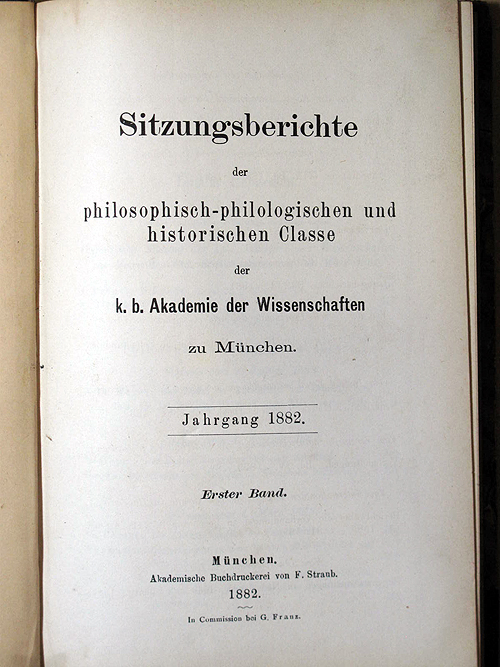 Sitzungsberichte
der
philosophisch-philologischen und
historischen Classe
der
k. b. Akademie der Wissenschaften
zu München.
Jahrgang 1882.
Erster Band.
München.
Akademische Buchdruckerei von F. Straub.
1882.
In Commission bei G. Franz.